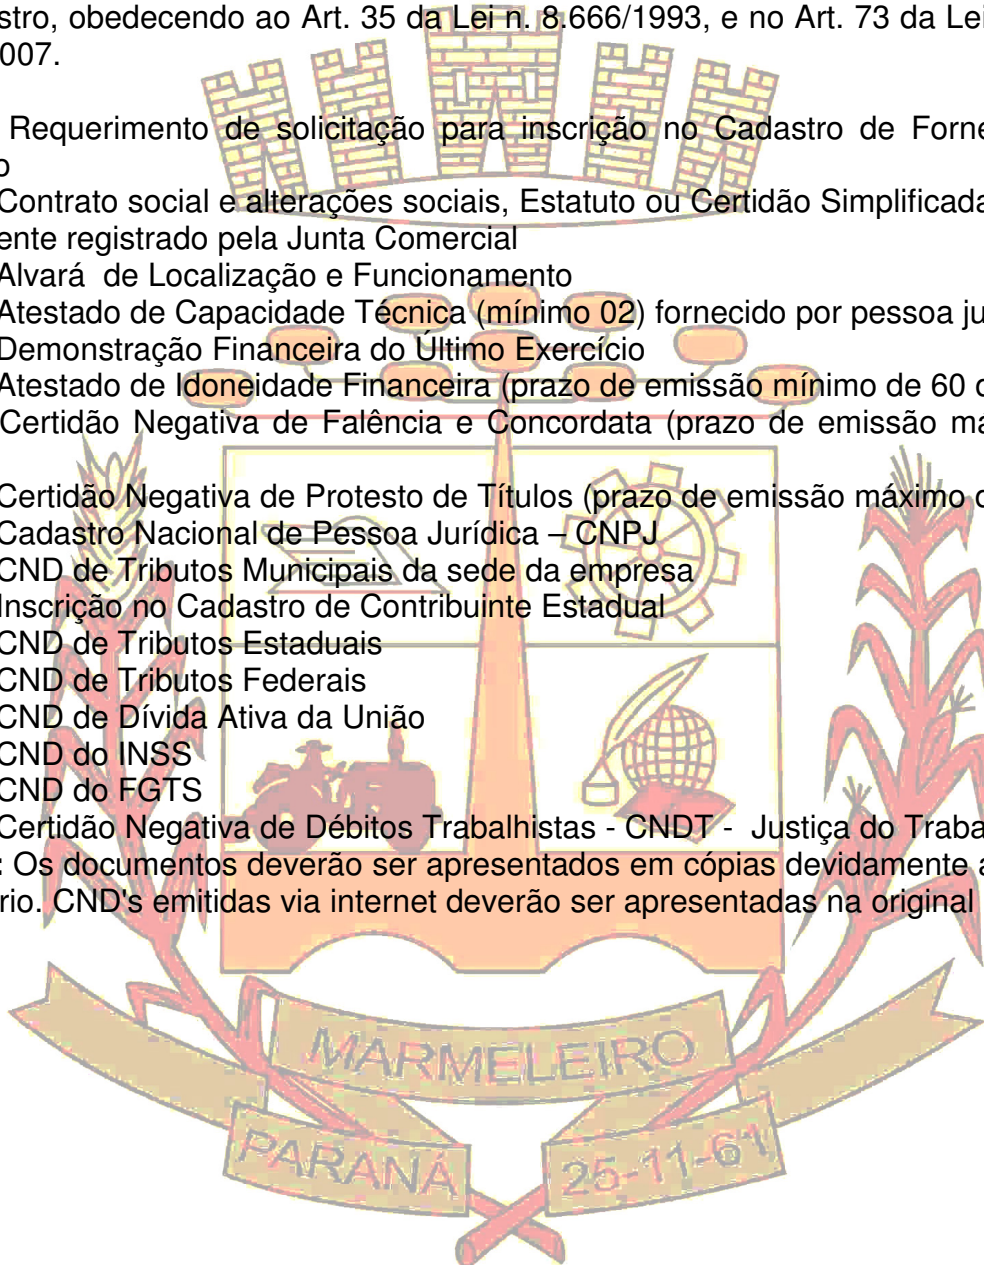 stro, obedecendo ao Art. 35 da Lei n. 8.666/1993, e no Art. 73 da Lei
007.
Requerimento de solicitação para inscrição no Cadastro de Forne
o
Contrato social e alterações sociais, Estatuto ou Certidão Simplificada
ente registrado pela Junta Comercial
Alvará de Localização e Funcionamento
Atestado de Capacidade Técnica (mínimo 02) fornecido por pessoa ju
Demonstração Financeira do Último Exercício
Atestado de Idoneidade Financeira (prazo de emissão mínimo de 60 d
Certidão Negativa de Falência e Concordata (prazo de emissão má
Certidão Negativa de Protesto de Títulos (prazo de emissão máximo d
Cadastro Nacional de Pessoa Jurídica – CNPJ
CND de Tributos Municipais da sede da empresa
Inscrição no Cadastro de Contribuinte Estadual
CND de Tributos Estaduais
CND de Tributos Federais
CND de Dívida Ativa da União
CND do INSS
CND do FGTS
Certidão Negativa de Débitos Trabalhistas - CNDT - Justiça do Traba
: Os documentos deverão ser apresentados em cópias devidamente a
rio. CND's emitidas via internet deverão ser apresentadas na original
MARMELEIRO
PARANÁ 25-11-61